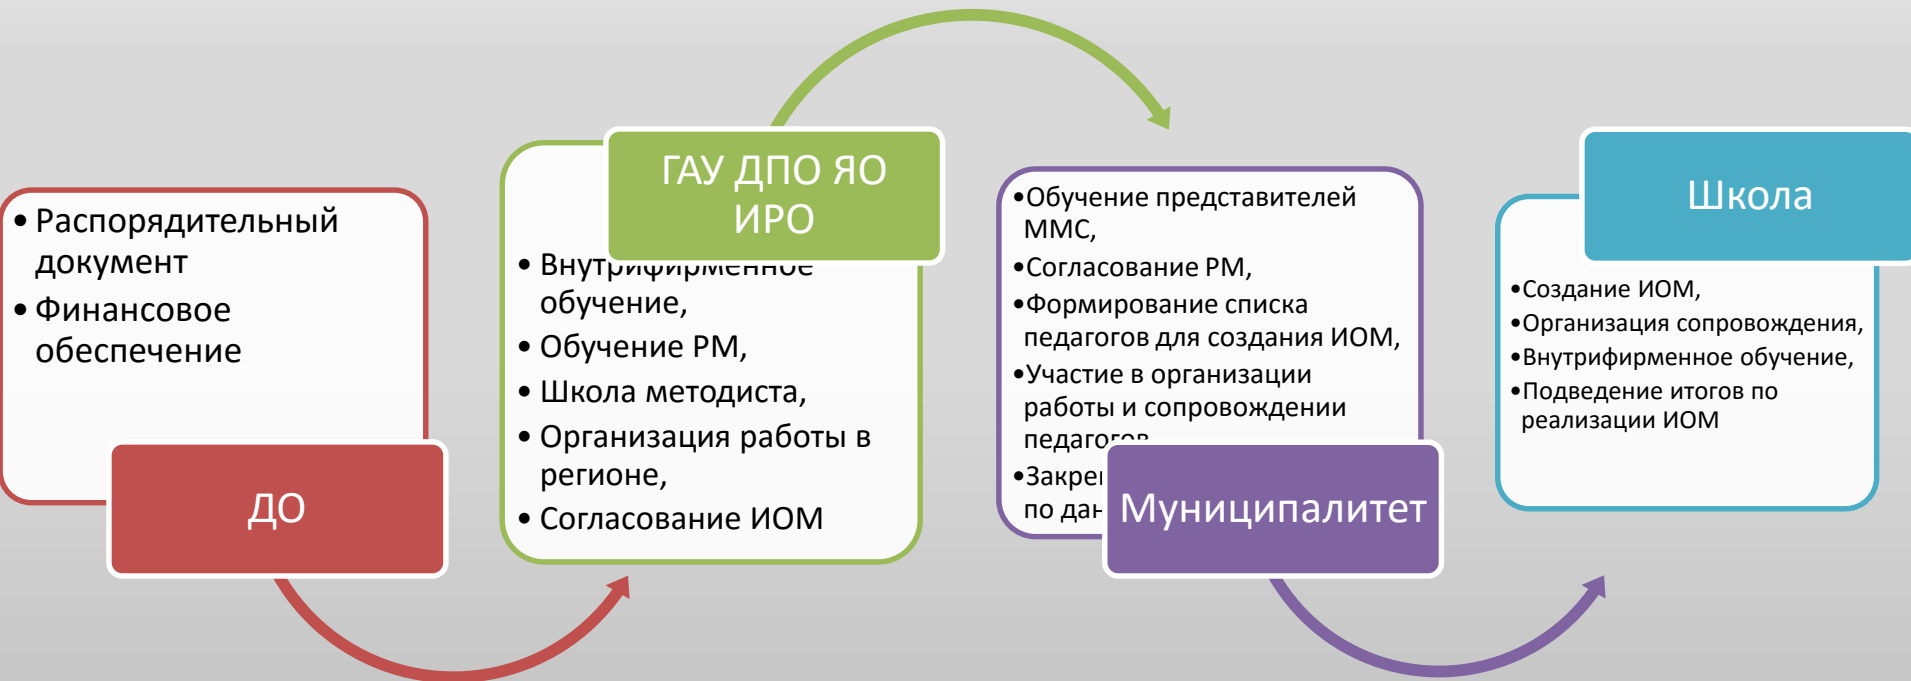 • Распорядительный
документ
• Финансовое
обеспечение
ДО
ГАУ ДПО ЯО
ИРО
• Внутрифирменное
обучение,
• Обучение РМ,
• Школа методиста,
• Организация работы в
регионе,
• Согласование ИОМ
•Обучение представителей
ММС,
•Согласование РМ,
•Формирование списка
педагогов для создания ИОМ,
•Участие в организации
работы и сопровождении
педагогов
•
по
Муниципалитет
Школа
•Создание ИОМ,
•Организация сопровождения,
•Внутрифирменное обучение,
•Подведение итогов по
реализации ИОМ